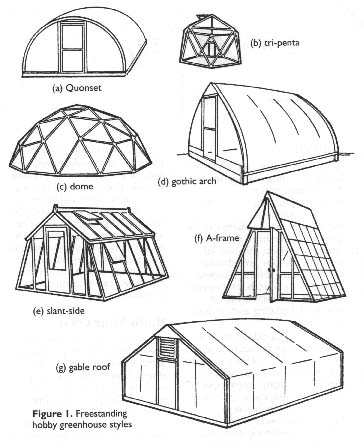 (a) Quonset
(b) tri-penta
(c) dome
(d) gothic arch
(e) slant-side
(f) A-frame
(g) gable roof
Figure 1. Freestanding
hobby greenhouse styles